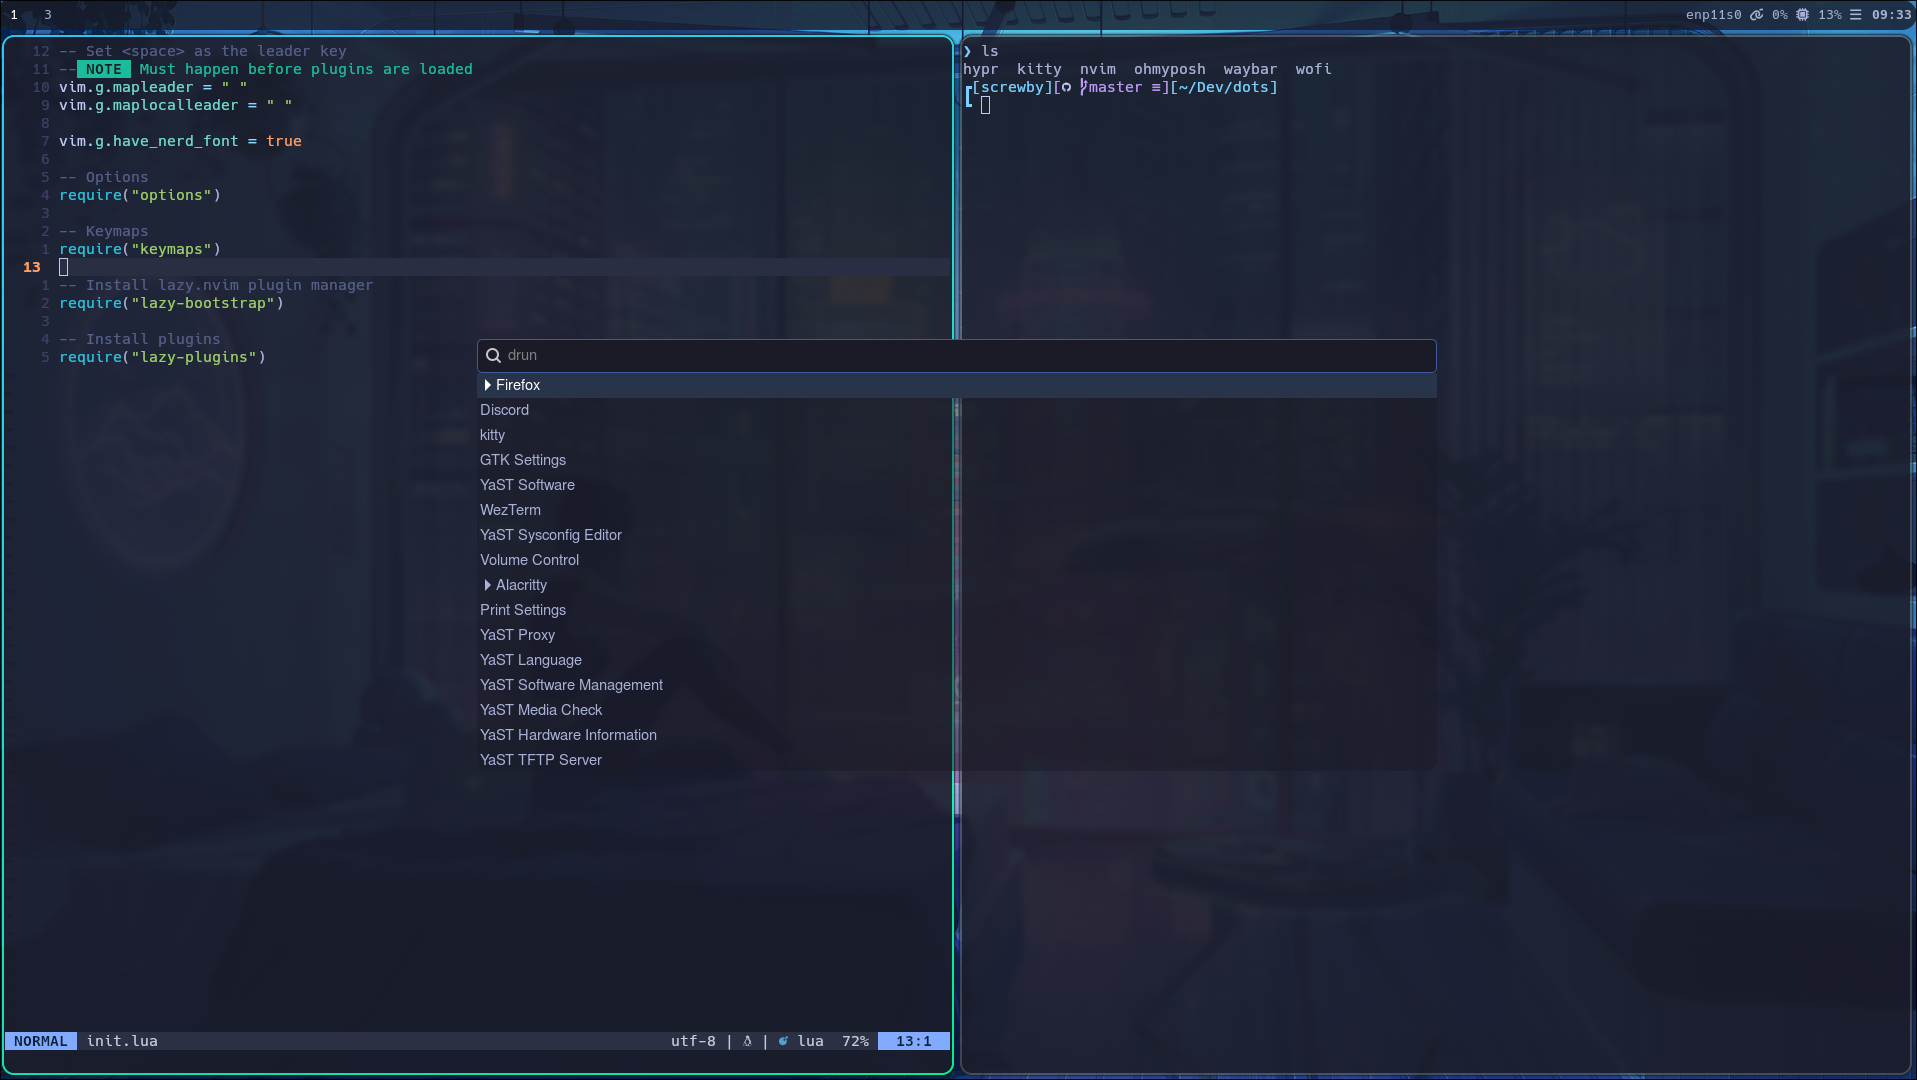 1 3 enp11s0 0% 13% 09:33
12 -- Set <space> as the leader key
11 -- NOTE Must happen before plugins are loaded
10 vim.g.mapleader = " "
9 vim.g.maplocalleader = " "
8
7 vim.g.have_nerd_font = true
6
5 -- Options
4 require("options")
3
2 -- Keymaps
1 require("keymaps")
13
1 -- Install lazy.nvim plugin manager
2 require("lazy-bootstrap")
3
4 -- Install plugins
5 require("lazy-plugins")
NORMAL init.lua utf-8 | | lua 72% 13:1
❯ ls
hypr kitty nvim ohmyposh waybar wofi
[screwby][ master ≡][~/Dev/dots]
drun
Firefox
Discord
kitty
GTK Settings
YaST Software
WezTerm
YaST Sysconfig Editor
Volume Control
Alacritty
Print Settings
YaST Proxy
YaST Language
YaST Software Management
YaST Media Check
YaST Hardware Information
YaST TFTP Server